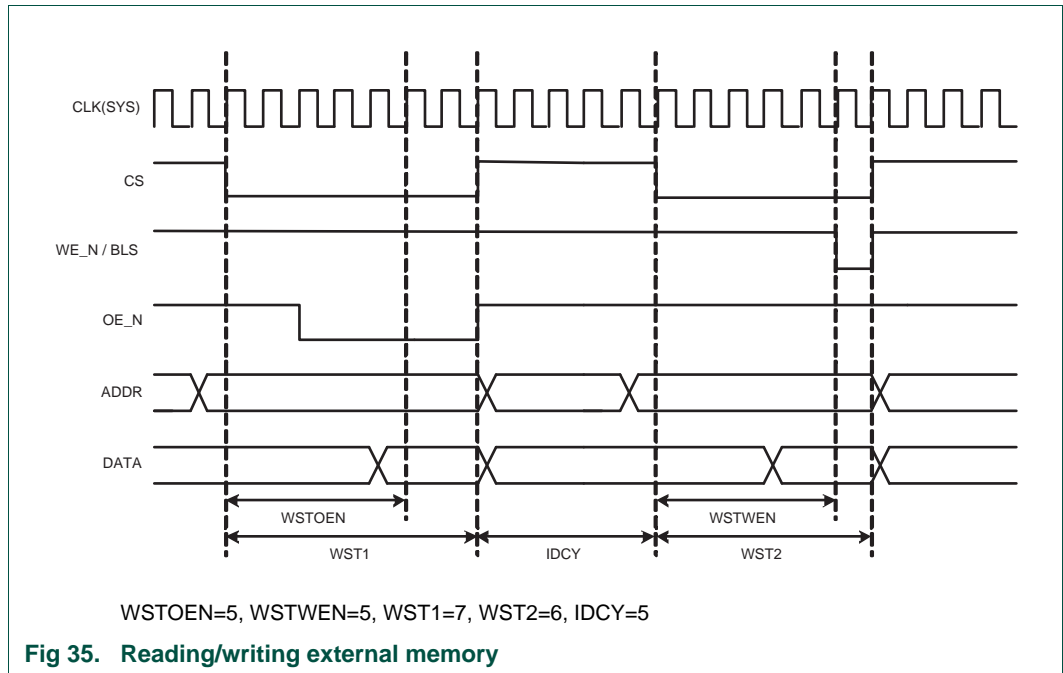 CLK(SYS)
CS
WE_N / BLS
OE_N
ADDR
DATA
WSTOEN
WSTWEN
WST1
IDCY
WST2
WSTOEN=5, WSTWEN=5, WST1=7, WST2=6, IDCY=5
Fig 35. Reading/writing external memory